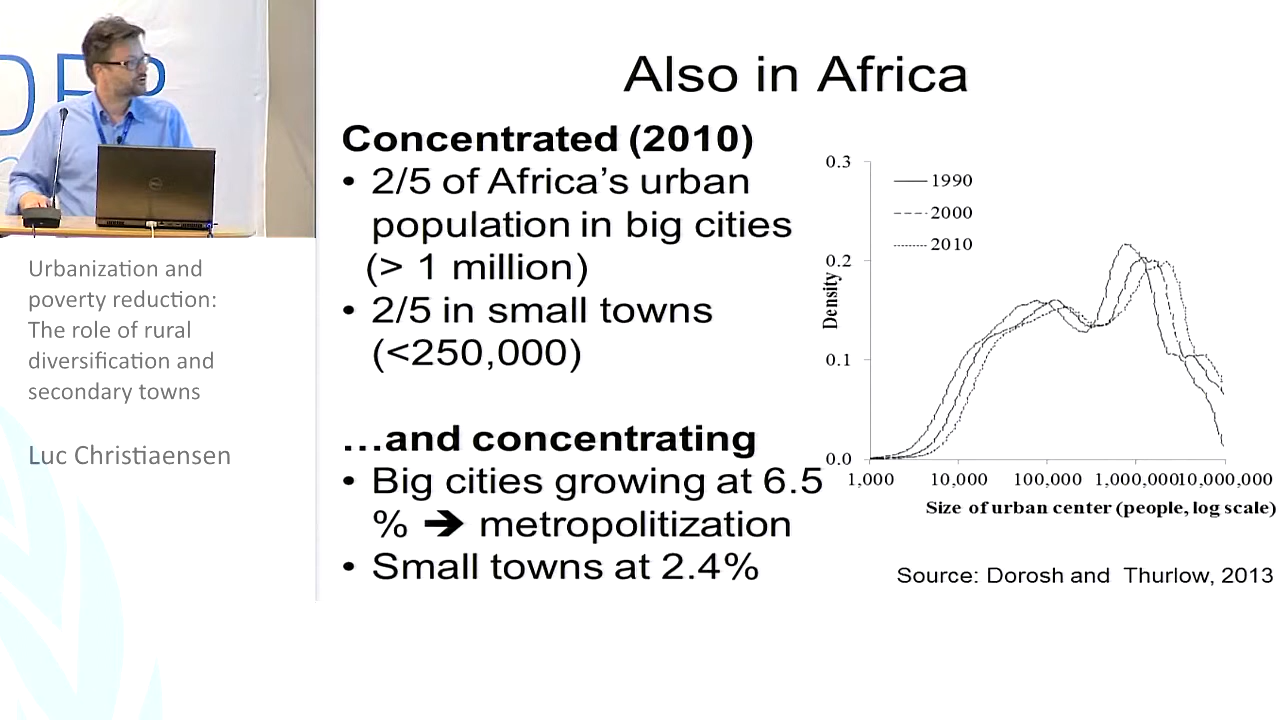 Also in Africa
Concentrated (2010)
• 2/5 of Africa's urban
population in big cities
(> 1 million)
• 2/5 in small towns
(<250,000)
…and concentrating
• Big cities growing at 6.5
% ➔ metropolitization
• Small towns at 2.4%
0.3
0.2
0.1
0.0
Density
1990
2000
2010
1,000
10,000
100,000
1,000,000
10,000,000
Size of urban center (people, log scale)
Source: Dorosh and Thurlow, 2013
Urbanization and
poverty reduction:
The role of rural
diversification and
secondary towns
Luc Christiaensen
DELL